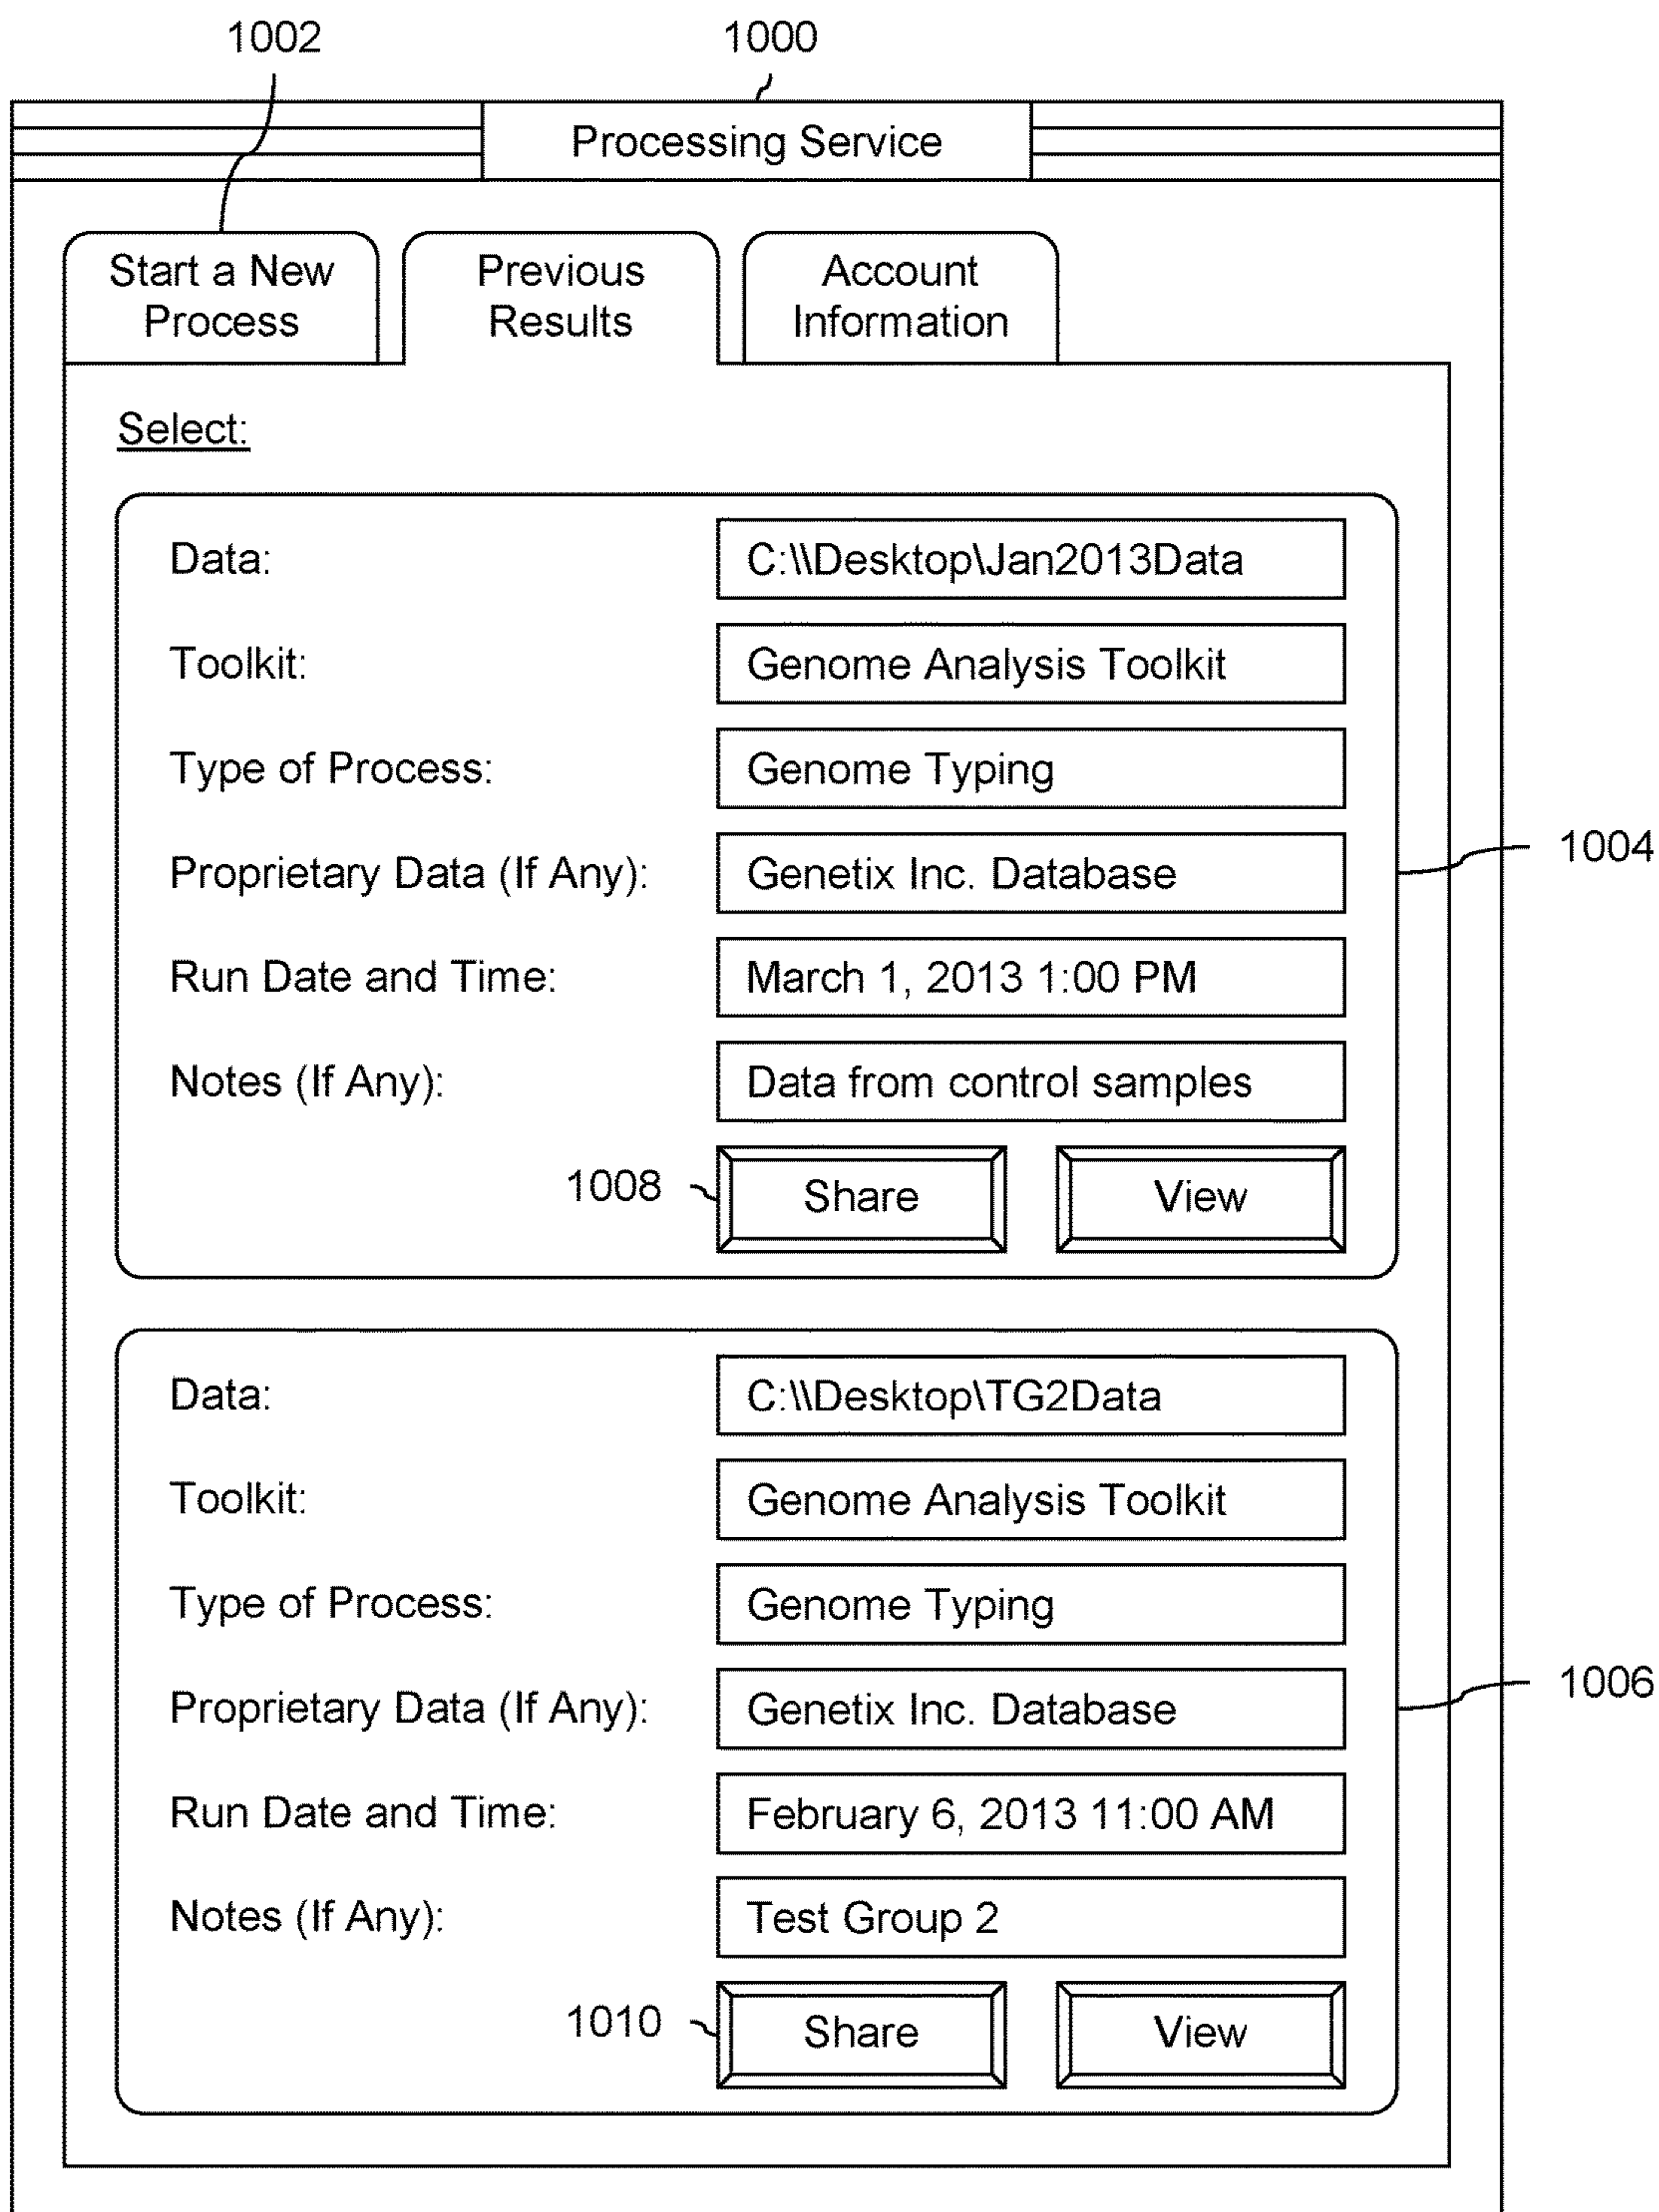 1002
1000
Processing Service
Start a New
Process
Previous
Results
Account
Information
Select:
Data:
C:\\Desktop\Jan2013Data
Toolkit:
Genome Analysis Toolkit
Type of Process:
Genome Typing
1004
Proprietary Data (If Any):
Genetix Inc. Database
Run Date and Time:
March 1, 2013 1:00 PM
Notes (If Any):
Data from control samples
1008
Share
View
Data:
C:\\Desktop\TG2Data
Toolkit:
Genome Analysis Toolkit
Type of Process:
Genome Typing
1006
Proprietary Data (If Any):
Genetix Inc. Database
Run Date and Time:
February 6, 2013 11:00 AM
Notes (If Any):
Test Group 2
1010
Share
View